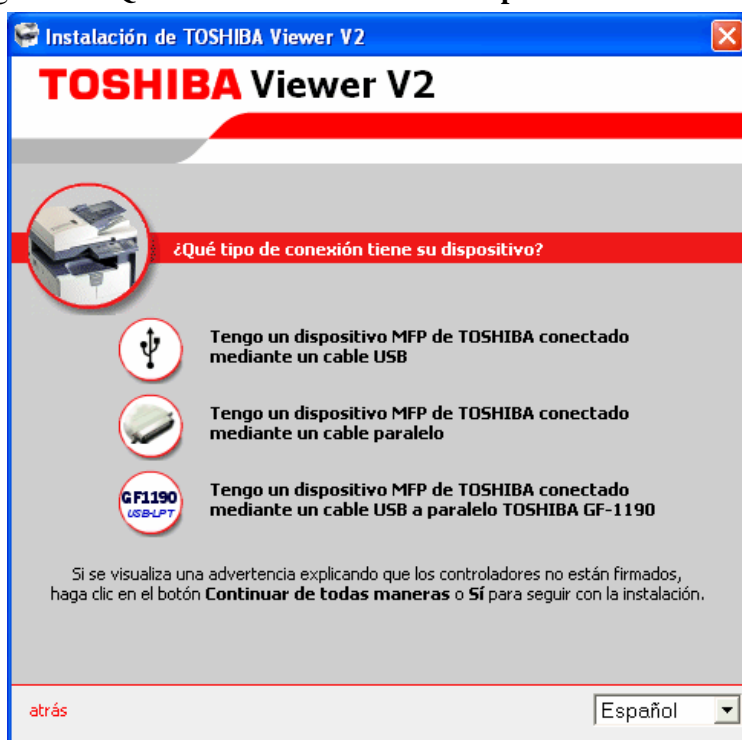 Instalación de TOSHIBA Viewer V2
TOSHIBA Viewer V2
¿Qué tipo de conexión tiene su dispositivo?
Tengo un dispositivo MFP de TOSHIBA conectado
mediante un cable USB
Tengo un dispositivo MFP de TOSHIBA conectado
mediante un cable paralelo
GF1190
USB-LPT
Tengo un dispositivo MFP de TOSHIBA conectado
mediante un cable USB a paralelo TOSHIBA GF-1190
Si se visualiza una advertencia explicando que los controladores no están firmados,
haga clic en el botón Continuar de todas maneras o Sí para seguir con la instalación.
atrás
Español